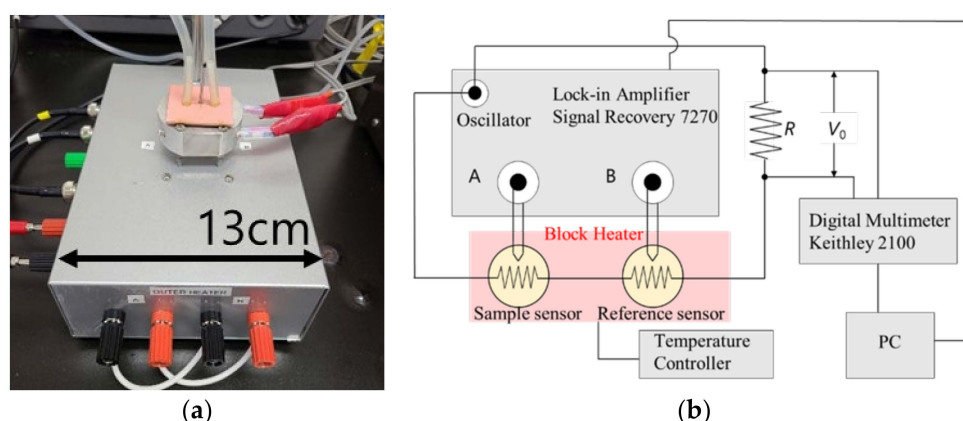 A
13cm
OUTER HEATER
A
(a)
Lock-in Amplifier
Signal Recovery 7270
Oscillator
R
V0
A
B
Block Heater
Digital Multimeter
Keithley 2100
Sample sensor
Reference sensor
Temperature
Controller
PC
(b)